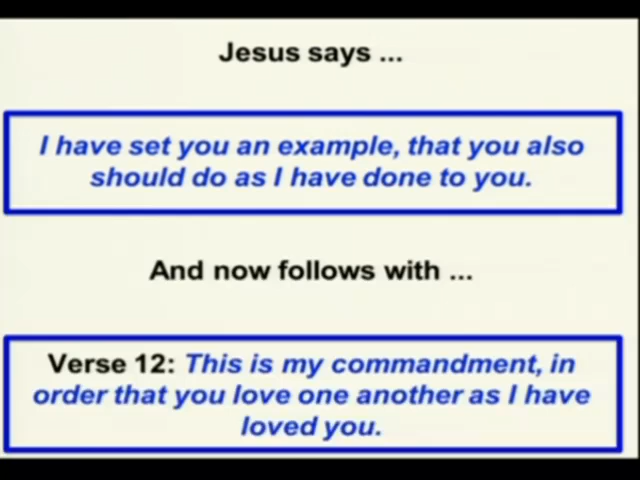 Jesus says ...
I have set you an example, that you also
should do as I have done to you.
And now follows with ...
Verse 12: This is my commandment, in
order that you love one another as I have
loved you.